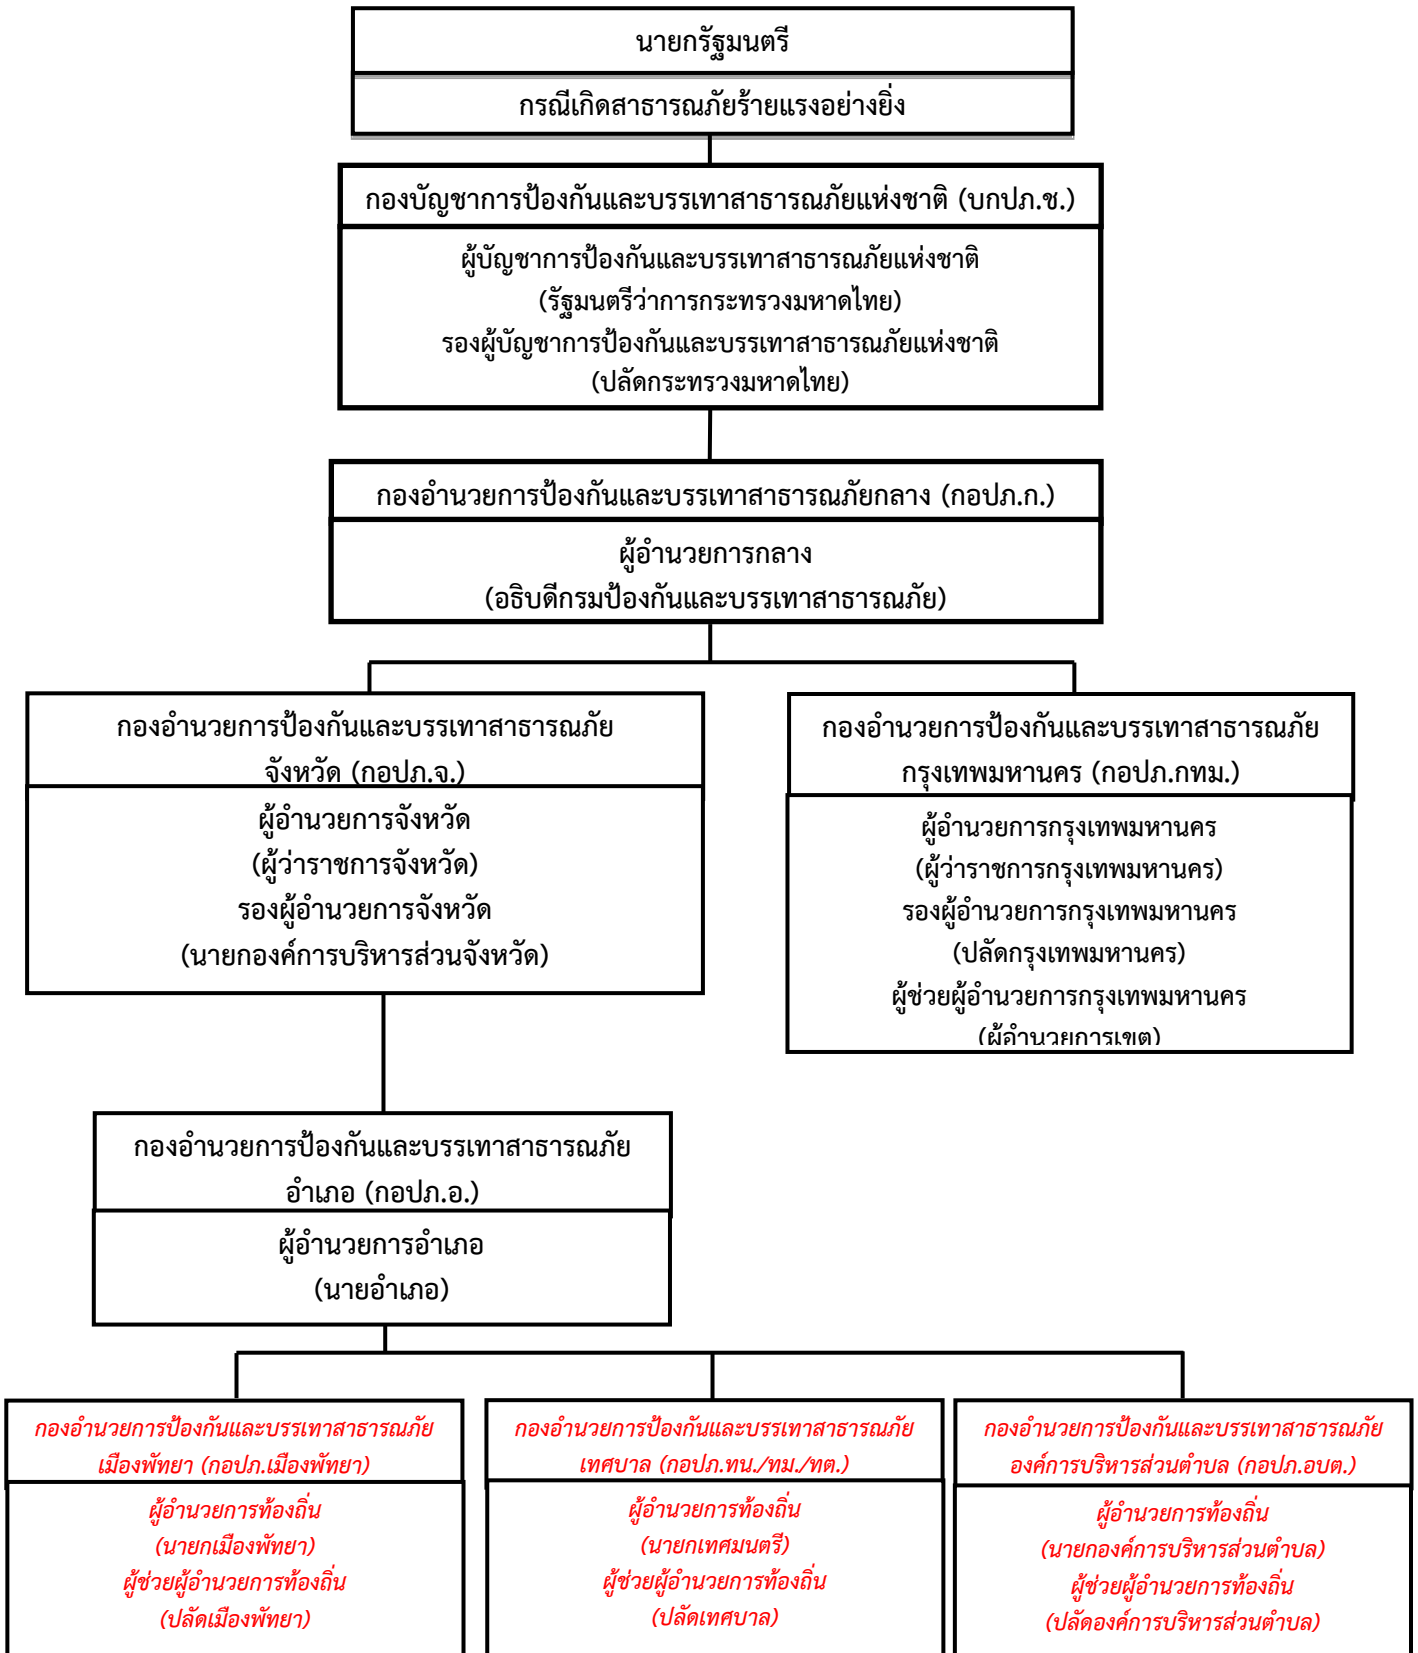 นายกรัฐมนตรี
กรณีเกิดสาธารณภัยร้ายแรงอย่างยิ่ง
กองบัญชาการป้องกันและบรรเทาสาธารณภัยแห่งชาติ (บกปภ.ช.)
ผู้บัญชาการป้องกันและบรรเทาสาธารณภัยแห่งชาติ
(รัฐมนตรีว่าการกระทรวงมหาดไทย)
รองผู้บัญชาการป้องกันและบรรเทาสาธารณภัยแห่งชาติ
(ปลัดกระทรวงมหาดไทย)
กองอำนวยการป้องกันและบรรเทาสาธารณภัยกลาง (กอปภ.ก.)
ผู้อำนวยการกลาง
(อธิบดีกรมป้องกันและบรรเทาสาธารณภัย)
กองอำนวยการป้องกันและบรรเทาสาธารณภัย
จังหวัด (กอปภ.จ.)
ผู้อำนวยการจังหวัด
(ผู้ว่าราชการจังหวัด)
รองผู้อำนวยการจังหวัด
(นายกองค์การบริหารส่วนจังหวัด)
กองอำนวยการป้องกันและบรรเทาสาธารณภัย
กรุงเทพมหานคร (กอปภ.กทม.)
ผู้อำนวยการกรุงเทพมหานคร
(ผู้ว่าราชการกรุงเทพมหานคร)
รองผู้อำนวยการกรุงเทพมหานคร
(ปลัดกรุงเทพมหานคร)
ผู้ช่วยผู้อำนวยการกรุงเทพมหานคร
(ผู้อำนวยการเขต)
กองอำนวยการป้องกันและบรรเทาสาธารณภัย
อำเภอ (กอปภ.อ.)
ผู้อำนวยการอำเภอ
(นายอำเภอ)
กองอำนวยการป้องกันและบรรเทาสาธารณภัย
เมืองพัทยา (กอปภ.เมืองพัทยา)
ผู้อำนวยการท้องถิ่น
(นายกเมืองพัทยา)
ผู้ช่วยผู้อำนวยการท้องถิ่น
(ปลัดเมืองพัทยา)
กองอำนวยการป้องกันและบรรเทาสาธารณภัย
เทศบาล (กอปภ.ทน./ทม./ทต.)
ผู้อำนวยการท้องถิ่น
(นายกเทศมนตรี)
ผู้ช่วยผู้อำนวยการท้องถิ่น
(ปลัดเทศบาล)
กองอำนวยการป้องกันและบรรเทาสาธารณภัย
องค์การบริหารส่วนตำบล (กอปภ.อบต.)
ผู้อำนวยการท้องถิ่น
(นายกองค์การบริหารส่วนตำบล)
ผู้ช่วยผู้อำนวยการท้องถิ่น
(ปลัดองค์การบริหารส่วนตำบล)